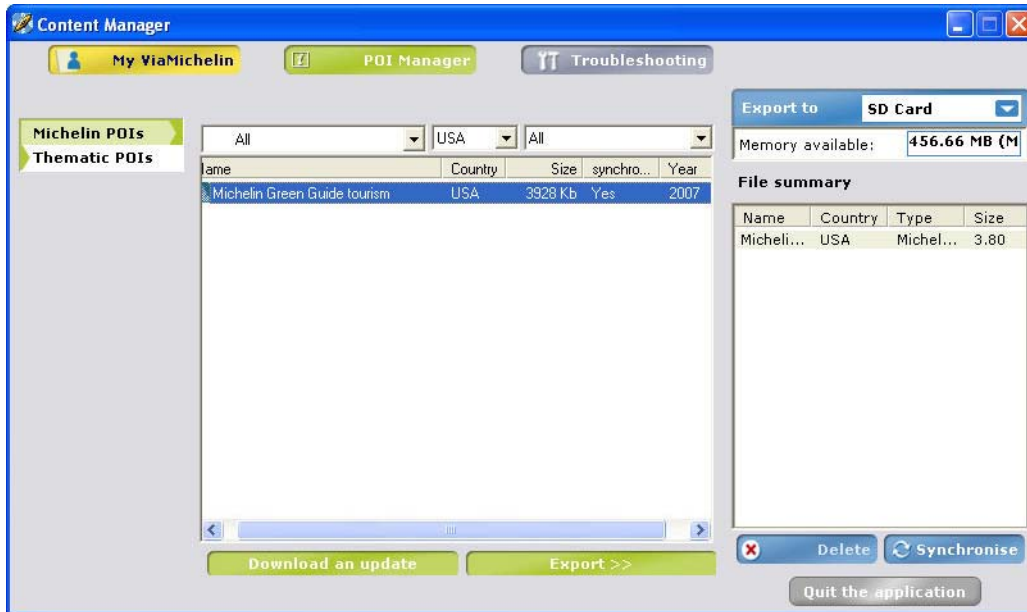 Content Manager
My ViaMichelin
POI Manager
Troubleshooting
Michelin POIs
Thematic POIs
All
USA
All
lame Country Size synchro... Year
Michelin Green Guide tourism USA 3928 Kb Yes 2007
Download an update
Export >>
Export to SD Card
Memory available: 456.66 MB (M
File summary
Name Country Type Size
Micheli... USA Michel... 3.80
Delete
Synchronise
Quit the application